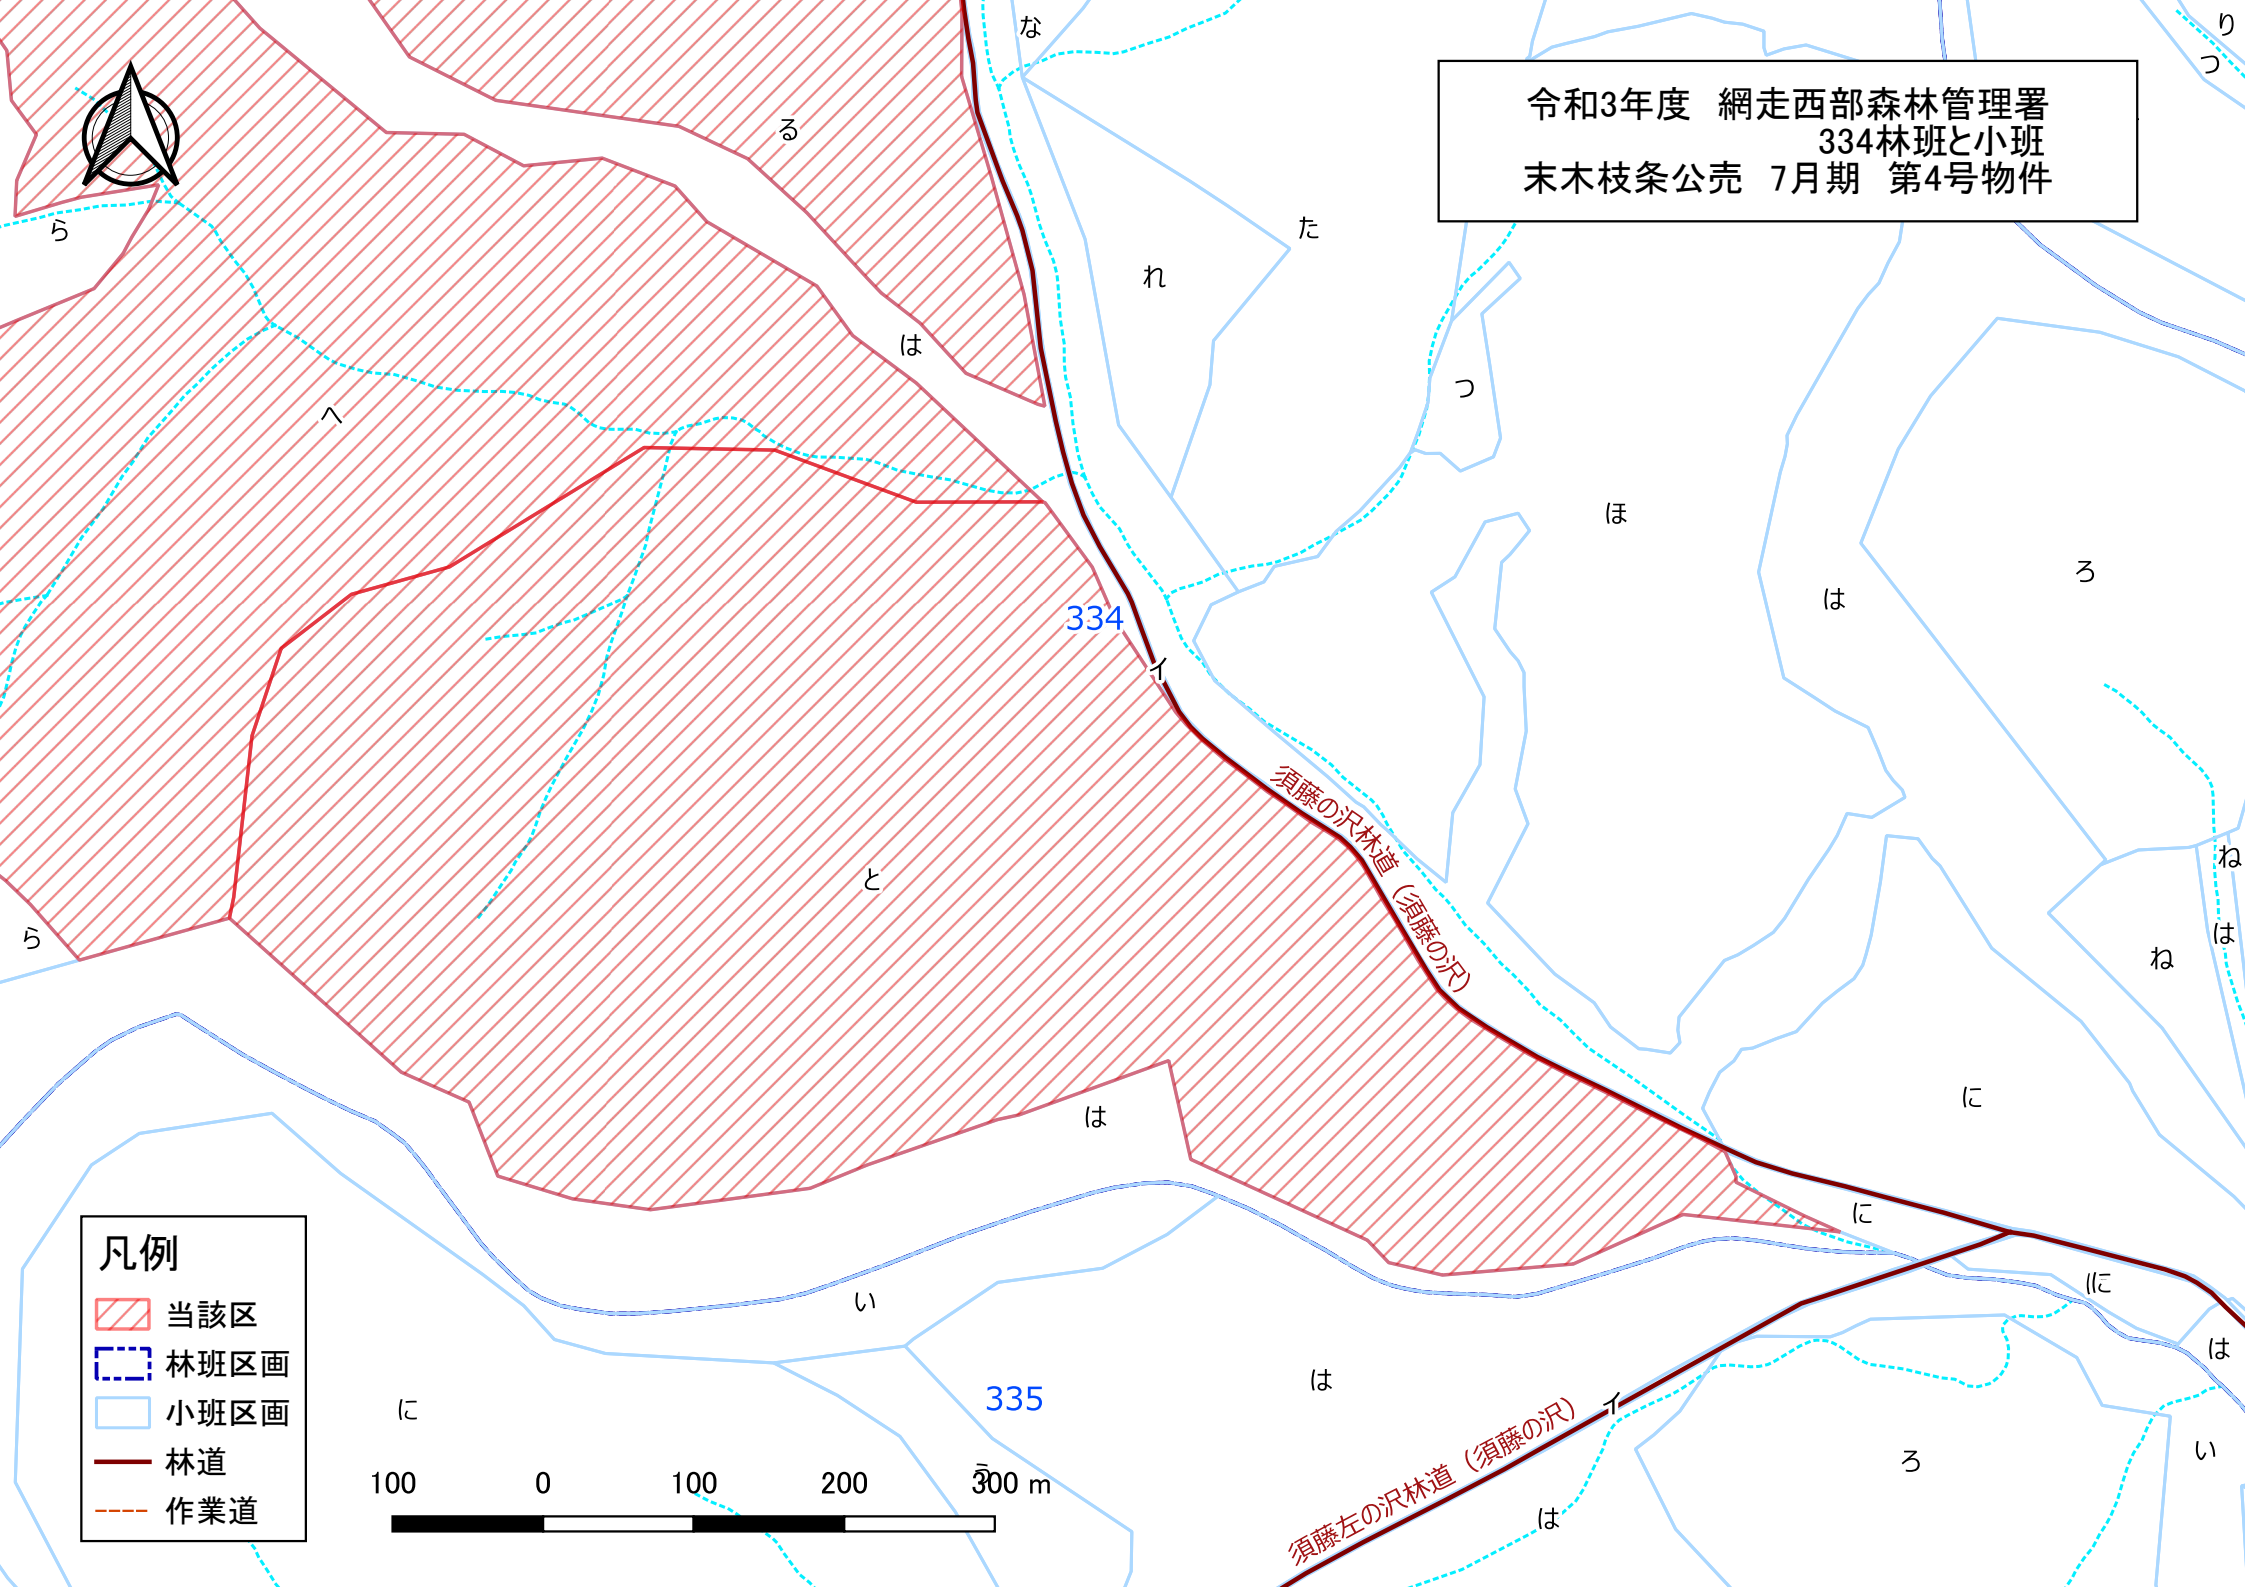 令和3年度　網走西部森林管理署
334林班と小班
末木枝条公売　7月期　第4号物件
な
り
つ
る
ら
た
れ
は
へ
つ
ほ
ろ
は
334
イ
須藤の沢林道（須藤の沢）
と
ね
は
ら
ね
に
は
に
に
い
は
335
は
に
イ
須藤左の沢林道（須藤の沢）
ろ
い
う
は
凡例
当該区
林班区画
小班区画
林道
作業道
100 0 100 200 300 m